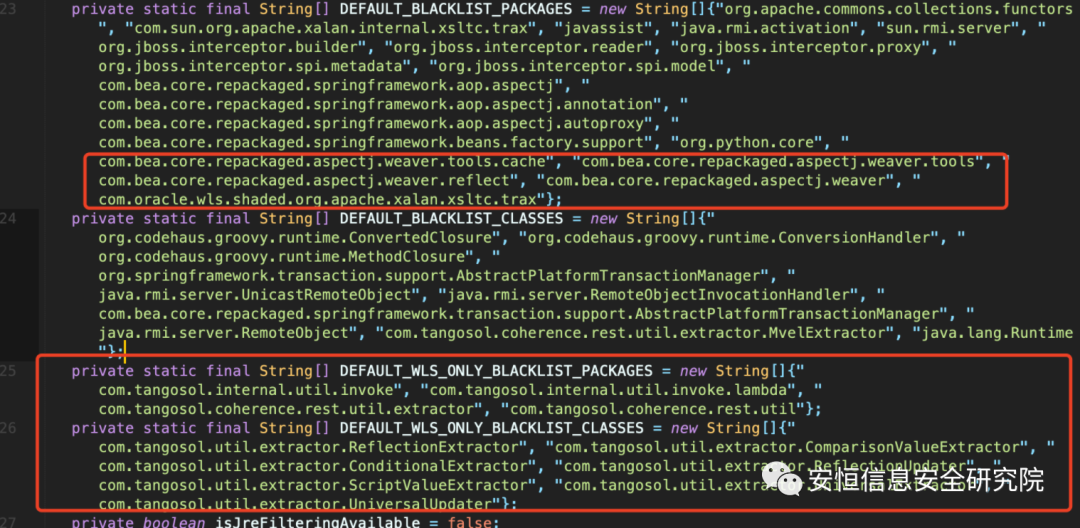 23 private static final String[] DEFAULT_BLACKLIST_PACKAGES = new String[]{"org.apache.commons.collections.functors
", "com.sun.org.apache.xalan.internal.xsltc.trax", "javassist", "java.rmi.activation", "sun.rmi.server", "
org.jboss.interceptor.builder", "org.jboss.interceptor.reader", "org.jboss.interceptor.proxy", "
org.jboss.interceptor.spi.metadata", "org.jboss.interceptor.spi.model", "
com.bea.core.repackaged.springframework.aop.aspectj", "
com.bea.core.repackaged.springframework.aop.aspectj.annotation", "
com.bea.core.repackaged.springframework.aop.aspectj.autoproxy", "
com.bea.core.repackaged.springframework.beans.factory.support", "org.python.core", "
com.bea.core.repackaged.aspectj.weaver.tools.cache", "com.bea.core.repackaged.aspectj.weaver.tools", "
com.bea.core.repackaged.aspectj.weaver.reflect", "com.bea.core.repackaged.aspectj.weaver", "
com.oracle.wls.shaded.org.apache.xalan.xsltc.trax"};
24 private static final String[] DEFAULT_BLACKLIST_CLASSES = new String[]{"
org.codehaus.groovy.runtime.ConvertedClosure", "org.codehaus.groovy.runtime.ConversionHandler", "
org.codehaus.groovy.runtime.MethodClosure", "
org.springframework.transaction.support.AbstractPlatformTransactionManager", "
java.rmi.server.UnicastRemoteObject", "java.rmi.server.RemoteObjectInvocationHandler", "
com.bea.core.repackaged.springframework.transaction.support.AbstractPlatformTransactionManager", "
java.rmi.server.RemoteObject", "com.tangosol.coherence.rest.util.extractor.MvelExtractor", "java.lang.Runtime
"};
25 private static final String[] DEFAULT_WLS_ONLY_BLACKLIST_PACKAGES = new String[]{"
com.tangosol.internal.util.invoke", "com.tangosol.internal.util.invoke.lambda", "
com.tangosol.coherence.rest.util.extractor", "com.tangosol.coherence.rest.util"};
26 private static final String[] DEFAULT_WLS_ONLY_BLACKLIST_CLASSES = new String[]{"
com.tangosol.util.extractor.ReflectionExtractor", "com.tangosol.util.extractor.ComparisonValueExtractor", "
com.tangosol.util.extractor.ConditionalExtractor", "com.tangosol.util.extractor.ReflectionUpdater", "
com.tangosol.util.extractor.ScriptValueExtractor", "com.tangosol.util.extractor.
com.tangosol.util.extractor.UniversalUpdater"};
27 private boolean isJreFilteringAvailable = false;
安恒信息安全研究院